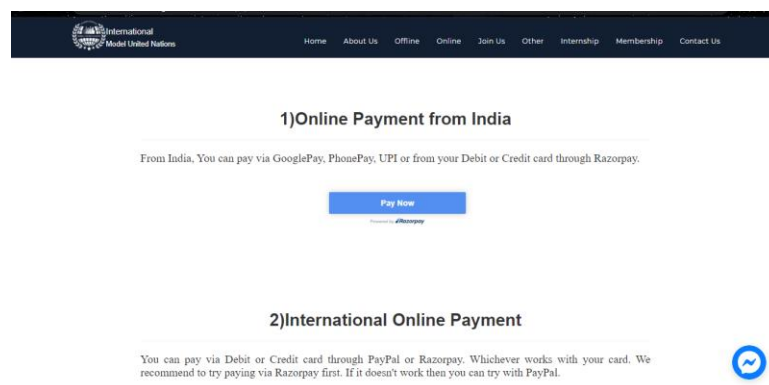 International
Model United Nations
Home About Us Offline Online Join Us Other Internship Membership Contact Us
1)Online Payment from India
From India, You can pay via GooglePay, PhonePay, UPI or from your Debit or Credit card through Razorpay.
Pay Now
Powered by Razorpay
2)International Online Payment
You can pay via Debit or Credit card through PayPal or Razorpay. Whichever works with your card. We
recommend to try paying via Razorpay first. If it doesn't work then you can try with PayPal.